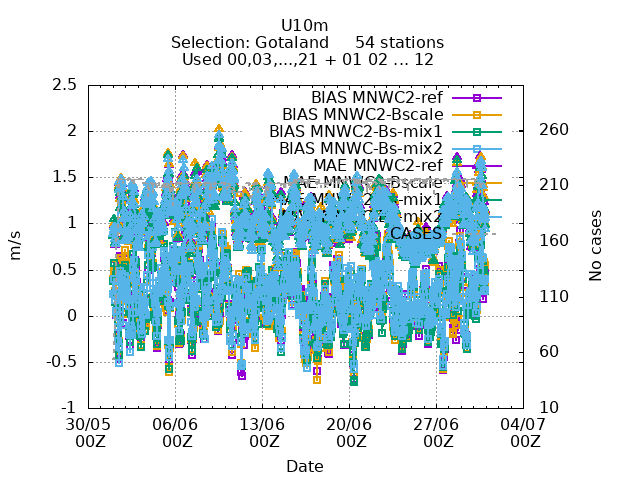 U10m
Selection: Gotaland 54 stations
Used 00,03,...,21 + 01 02 ... 12
BIAS MNWC2-ref
BIAS MNWC2-Bscale
BIAS MNWC2-Bs-mix1
BIAS MNWC-Bs-mix2
MAE MNWC2-ref
MAE MNWC2-Bscale
CASES
2.5
2
1.5
1
0.5
0
-0.5
-1
260
210
160
110
60
10
m/s
No cases
30/05 06/06 13/06 20/06 27/06 04/07
00Z 00Z 00Z 00Z 00Z 00Z
Date